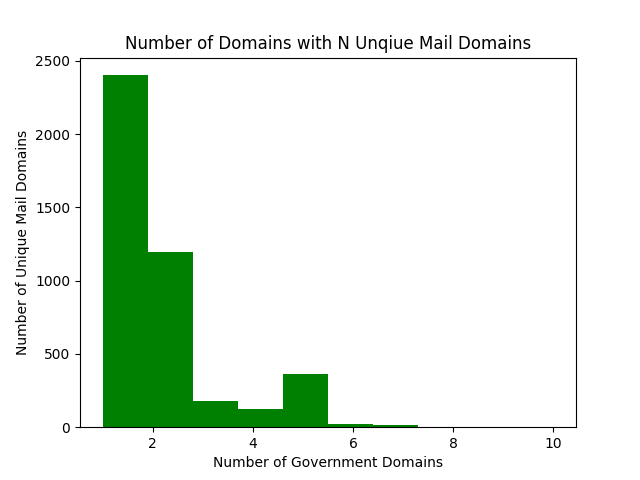 Number of Domains with N Unqiue Mail Domains
2500
2000
1500
1000
500
0
Number of Unique Mail Domains
2 4 6 8 10
Number of Government Domains